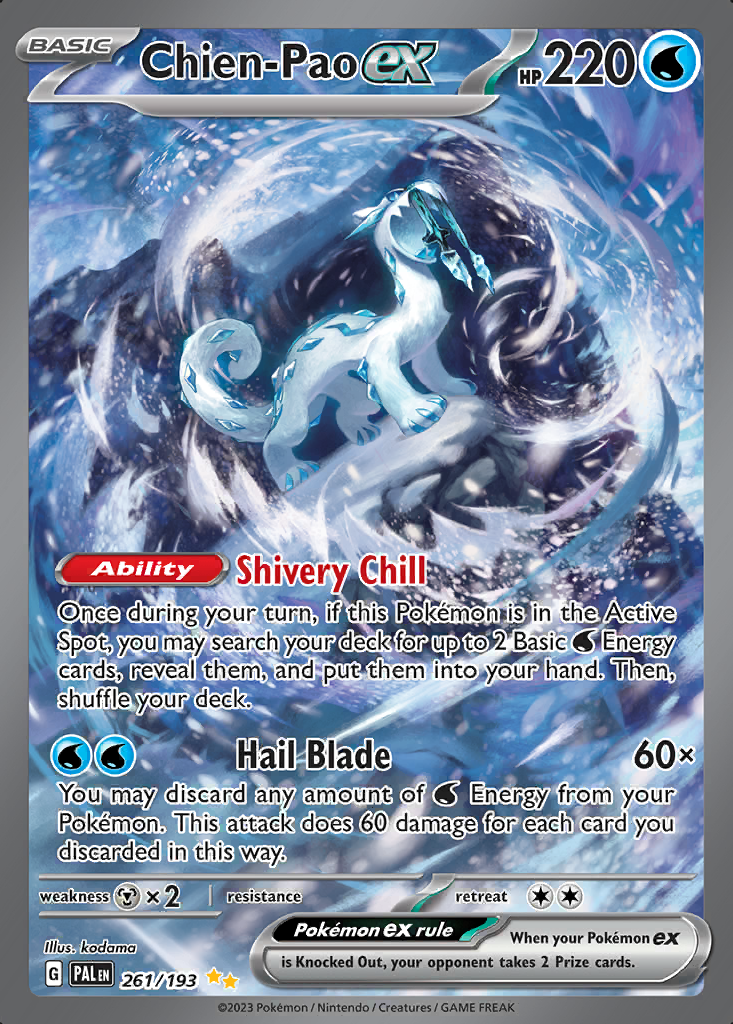 BASIC Chien-Pao ex HP 220
Ability Shivery Chill
Once during your turn, if this Pokémon is in the Active
Spot, you may search your deck for up to 2 Basic Energy
cards, reveal them, and put them into your hand. Then,
shuffle your deck.
Hail Blade 60×
You may discard any amount of Energy from your
Pokémon. This attack does 60 damage for each card you
discarded in this way.
weakness ×2 resistance retreat
Pokémon ex rule When your Pokémon ex
is Knocked Out, your opponent takes 2 Prize cards.
Illus. kodama
G PAL EN 261/193
©2023 Pokémon / Nintendo / Creatures / GAME FREAK